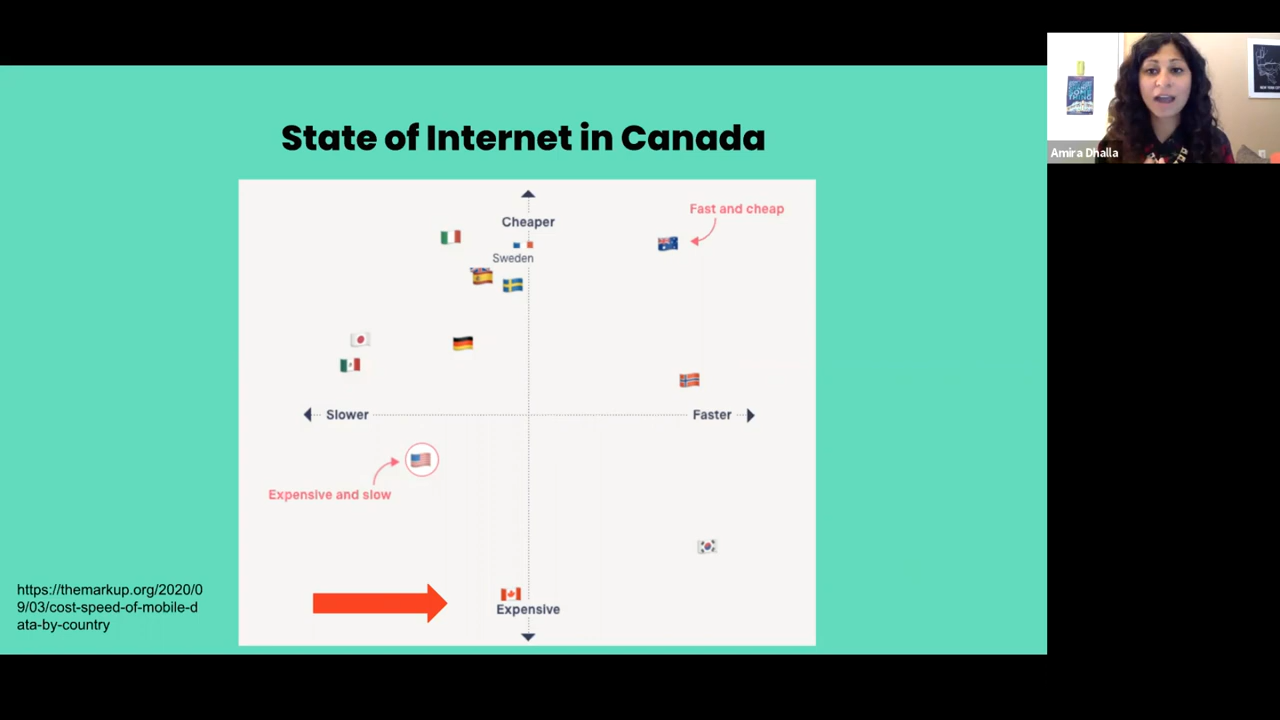 State of Internet in Canada
Cheaper
Fast and cheap
Sweden
Slower
Faster
Expensive and slow
Expensive
https://themarkup.org/2020/0
9/03/cost-speed-of-mobile-d
ata-by-country
Amira Dhalla